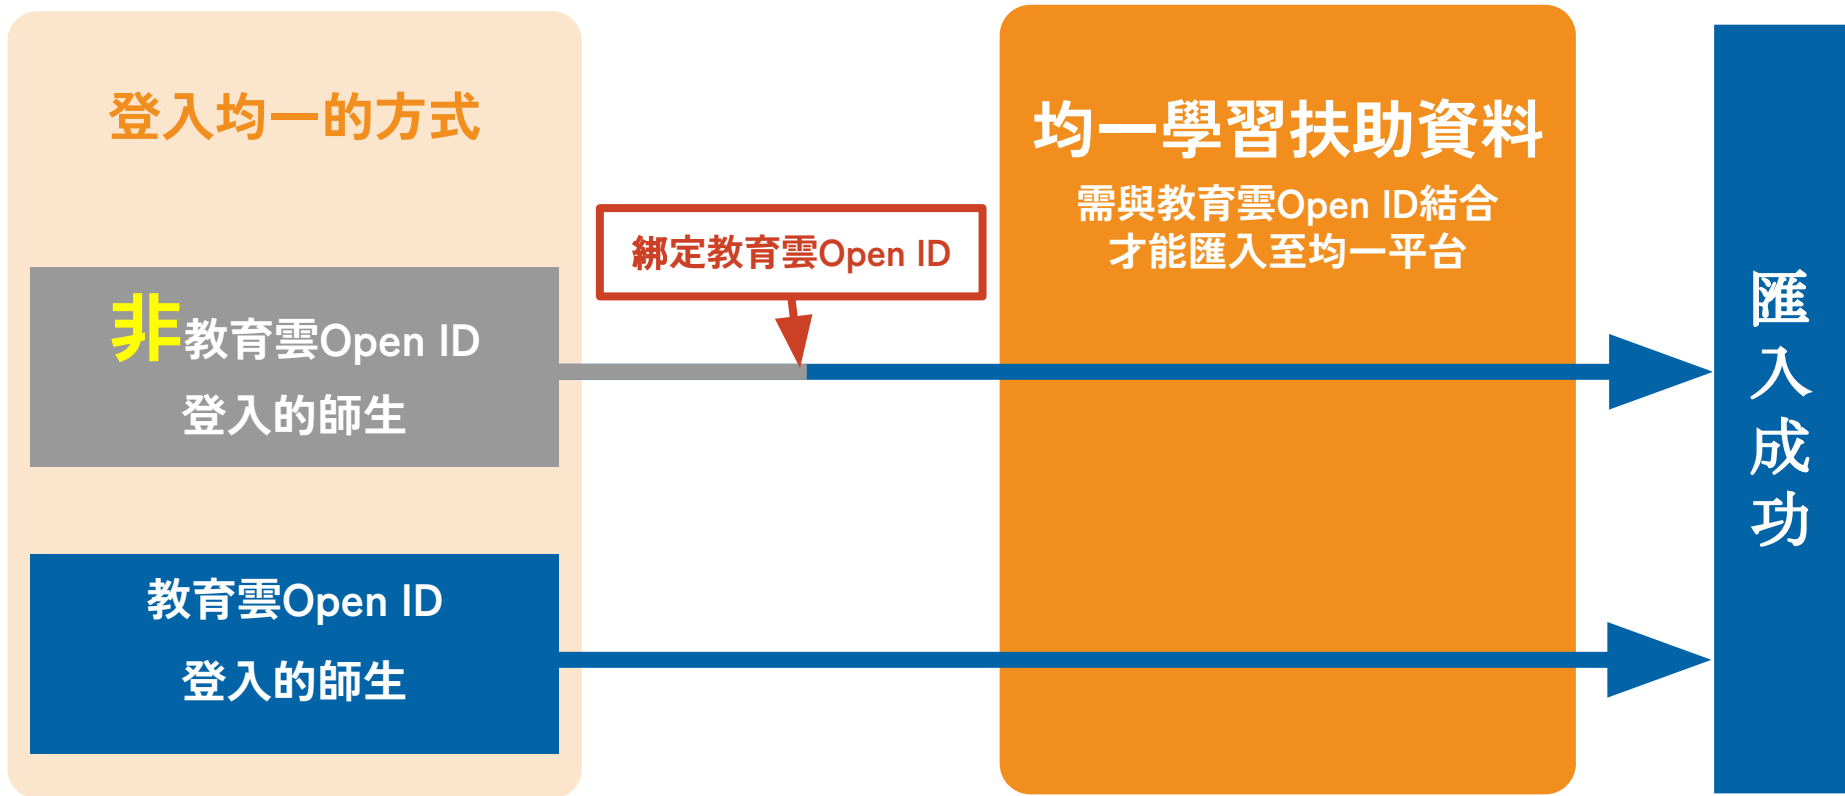 登入均一的方式
非教育雲Open ID
登入的師生
教育雲Open ID
登入的師生
綁定教育雲Open ID
均一學習扶助資料
需與教育雲Open ID結合
才能匯入至均一平台
匯入成功